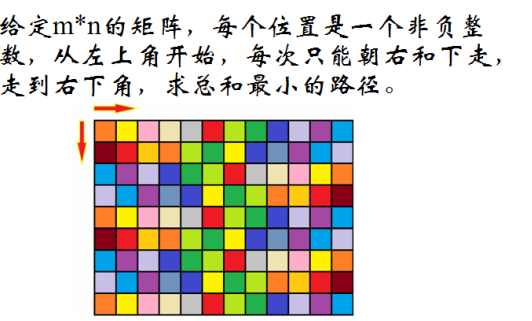 给定m*n的矩阵，每个位置是一个非负整
数，从左上角开始，每次只能朝右和下走，
走到右下角，求总和最小的路径。